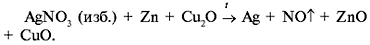 AgNO₃ (изб.) + Zn + Cu₂O →ᵗ Ag + NO↑ + ZnO
+ CuO.